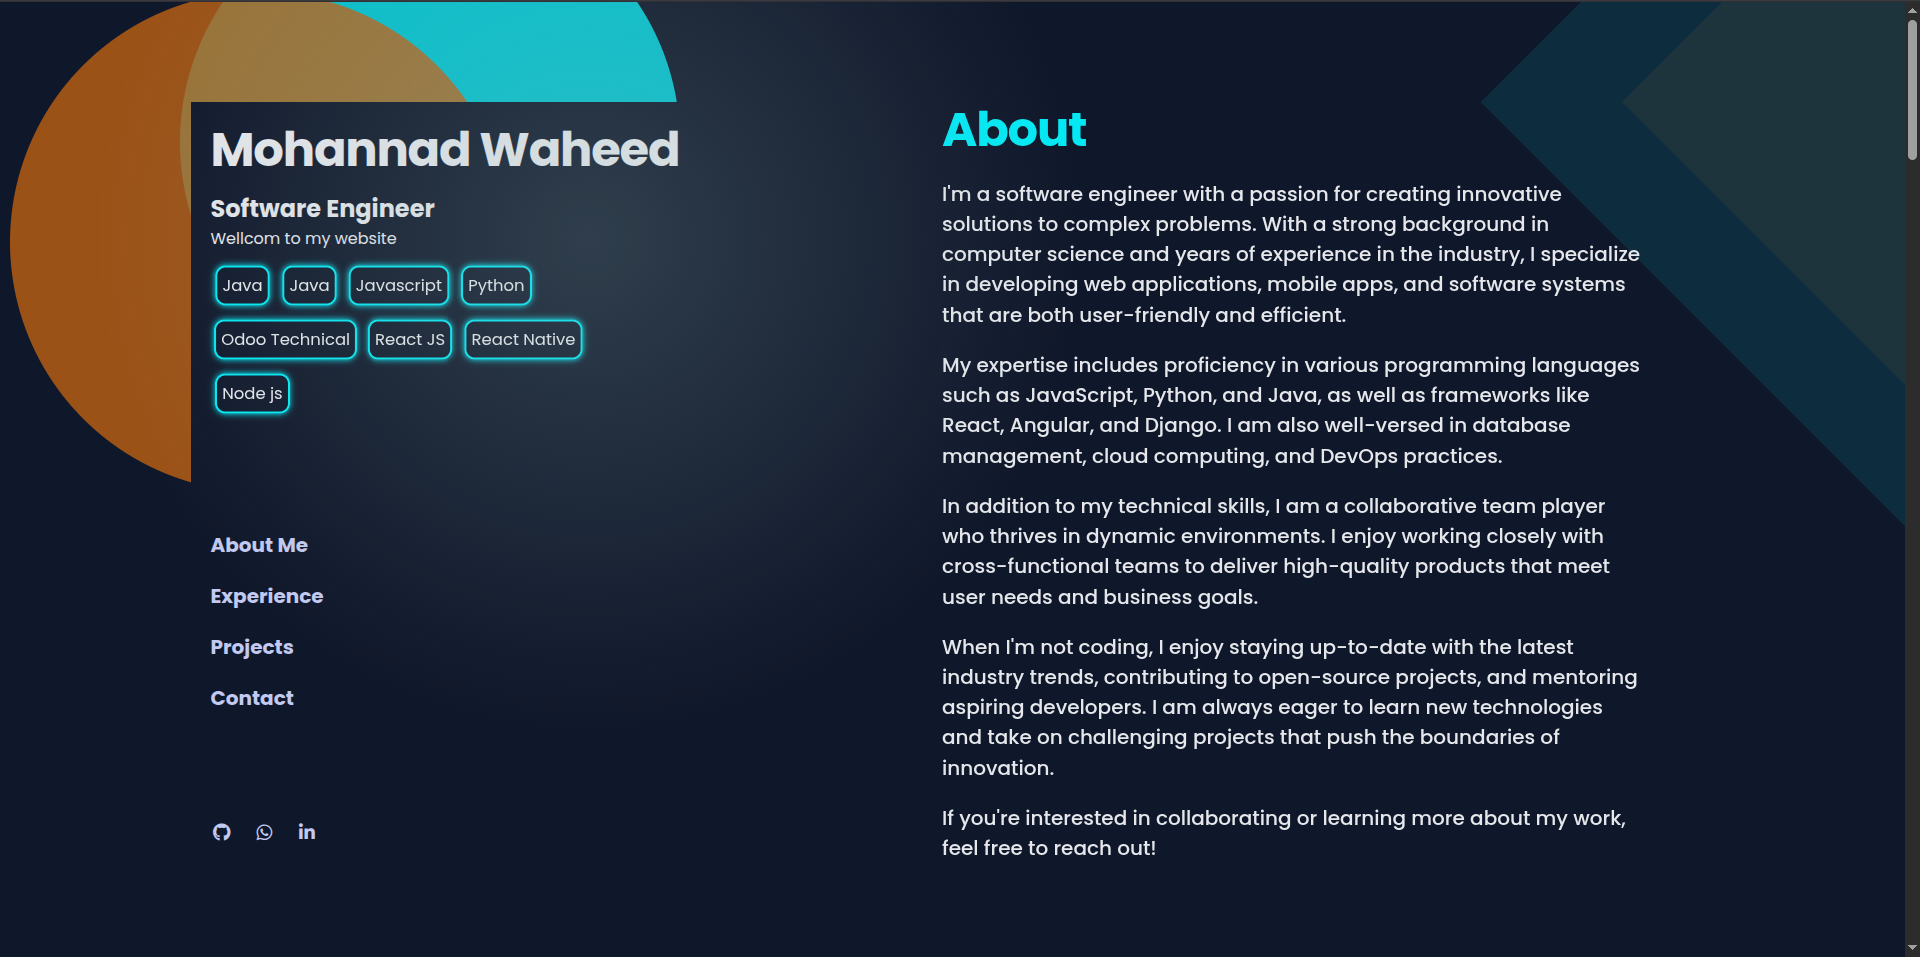 Mohannad Waheed
Software Engineer
Wellcom to my website
Java Java Javascript Python
Odoo Technical React JS React Native
Node js
About Me
Experience
Projects
Contact
About
I'm a software engineer with a passion for creating innovative
solutions to complex problems. With a strong background in
computer science and years of experience in the industry, I specialize
in developing web applications, mobile apps, and software systems
that are both user-friendly and efficient.
My expertise includes proficiency in various programming languages
such as JavaScript, Python, and Java, as well as frameworks like
React, Angular, and Django. I am also well-versed in database
management, cloud computing, and DevOps practices.
In addition to my technical skills, I am a collaborative team player
who thrives in dynamic environments. I enjoy working closely with
cross-functional teams to deliver high-quality products that meet
user needs and business goals.
When I'm not coding, I enjoy staying up-to-date with the latest
industry trends, contributing to open-source projects, and mentoring
aspiring developers. I am always eager to learn new technologies
and take on challenging projects that push the boundaries of
innovation.
If you're interested in collaborating or learning more about my work,
feel free to reach out!